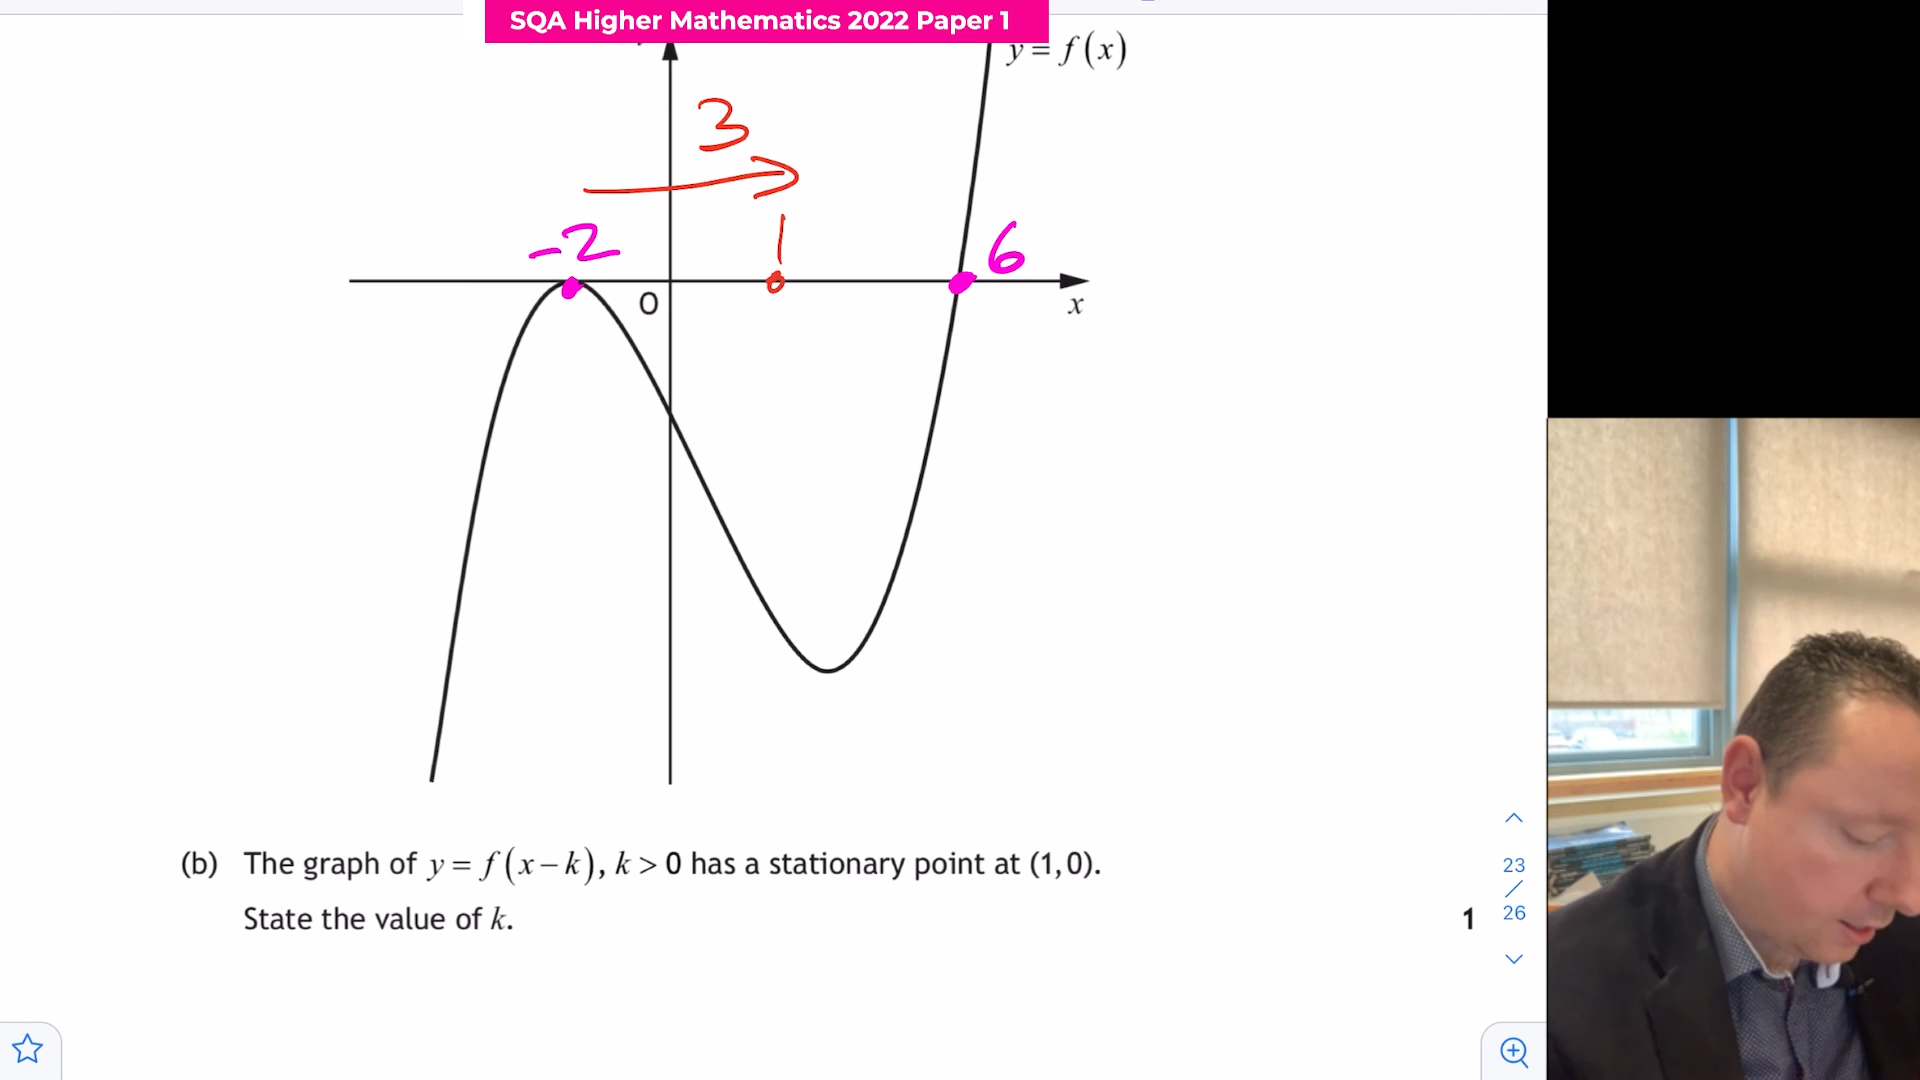 SQA Higher Mathematics 2022 Paper 1
y = f(x)
3
-2
1
6
O
x
(b) The graph of y = f(x − k), k > 0 has a stationary point at (1, 0).
State the value of k.
1
23
/
26